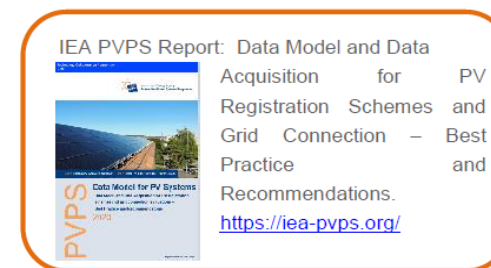 IEA PVPS Report: Data Model and Data
Acquisition for PV
Registration Schemes and
Grid Connection – Best
Practice and
Recommendations.
https://iea-pvps.org/
PVPS
Data Model for PV Systems
2020